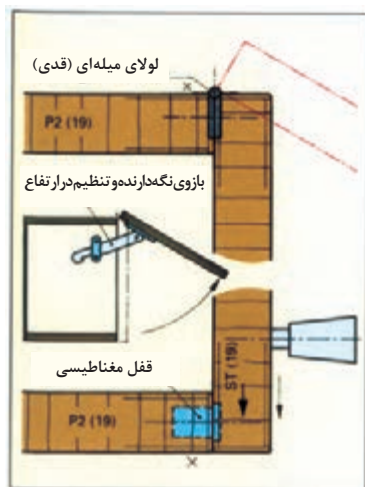 لولای میله‌ای (قدی)
P2 (19)
بازوی نگه‌دارنده و تنظیم در ارتفاع
قفل مغناطیسی
ST (19)
P2 (19)